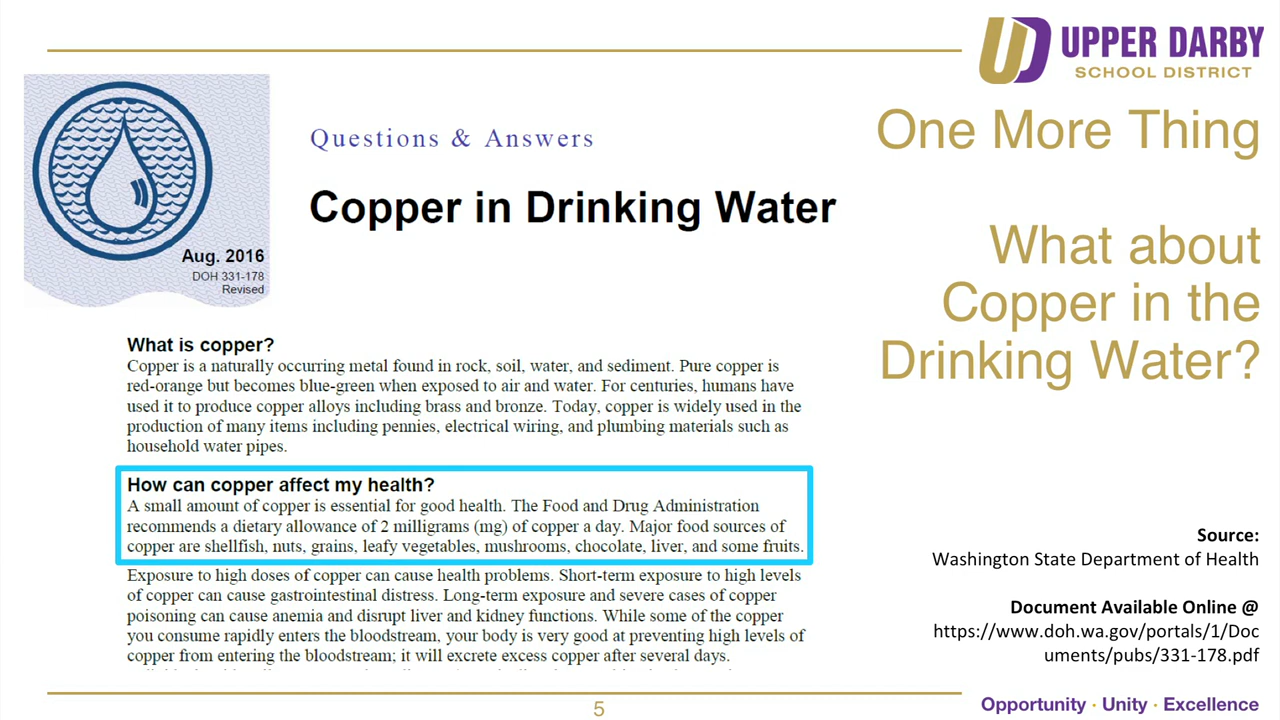 UPPER DARBY
SCHOOL DISTRICT
One More Thing
What about
Copper in the
Drinking Water?
Aug. 2016
DOH 331-178
Revised
Questions & Answers
Copper in Drinking Water
What is copper?
Copper is a naturally occurring metal found in rock, soil, water, and sediment. Pure copper is
red-orange but becomes blue-green when exposed to air and water. For centuries, humans have
used it to produce copper alloys including brass and bronze. Today, copper is widely used in the
production of many items including pennies, electrical wiring, and plumbing materials such as
household water pipes.
How can copper affect my health?
A small amount of copper is essential for good health. The Food and Drug Administration
recommends a dietary allowance of 2 milligrams (mg) of copper a day. Major food sources of
copper are shellfish, nuts, grains, leafy vegetables, mushrooms, chocolate, liver, and some fruits.
Exposure to high doses of copper can cause health problems. Short-term exposure to high levels
of copper can cause gastrointestinal distress. Long-term exposure and severe cases of copper
poisoning can cause anemia and disrupt liver and kidney functions. While some of the copper
you consume rapidly enters the bloodstream, your body is very good at preventing high levels of
copper from entering the bloodstream; it will excrete excess copper after several days.
Source:
Washington State Department of Health
Document Available Online @
https://www.doh.wa.gov/portals/1/Doc
uments/pubs/331-178.pdf
5
Opportunity · Unity · Excellence